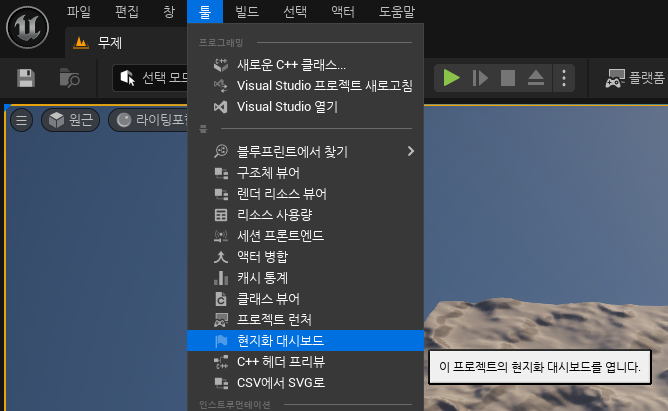 파일 편집 창 툴 빌드 선택 액터 도움말
무제
프로그래밍
선택 모드
새로운 C++ 클래스...
Visual Studio 프로젝트 새로고침
Visual Studio 열기
플랫폼
원근
라이팅포함
툴
블루프린트에서 찾기
구조체 뷰어
렌더 리소스 뷰어
리소스 사용량
세션 프론트엔드
액터 병합
캐시 통계
클래스 뷰어
프로젝트 런처
현지화 대시보드
이 프로젝트의 현지화 대시보드를 엽니다.
C++ 헤더 프리뷰
CSV에서 SVG로
인스트루먼테이션